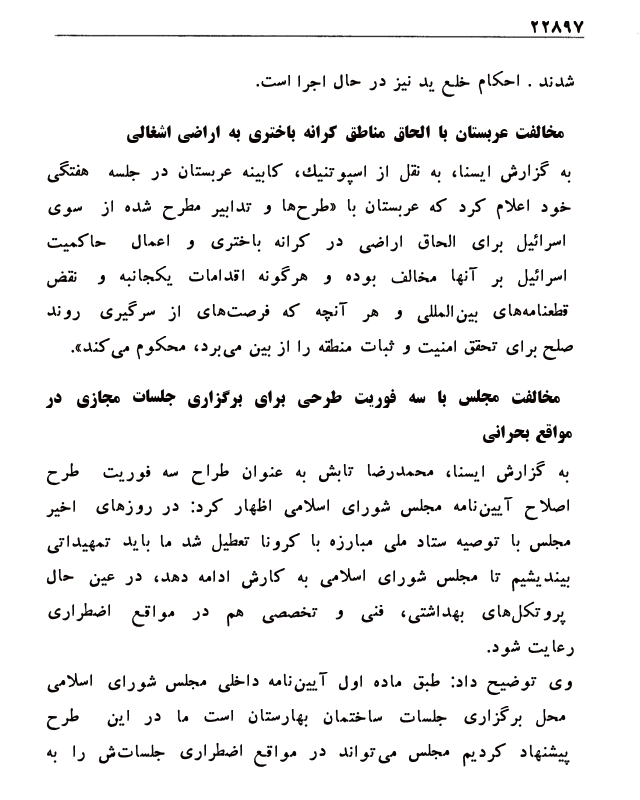 ۲۲۸۹۷
شدند . احکام خلع ید نیز در حال اجرا است.
مخالفت عربستان با الحاق مناطق کرانه باختری به اراضی اشغالی
به گزارش ایسنا، به نقل از اسپوتنیك، کابینه عربستان در جلسه هفتگی
خود اعلام کرد که عربستان با «طرح‌ها و تدابیر مطرح شده از سوی
اسرائیل برای الحاق اراضی در کرانه باختری و اعمال حاکمیت
اسرائیل بر آنها مخالف بوده و هرگونه اقدامات یکجانبه و نقض
قطعنامه‌های بین‌المللی و هر آنچه که فرصت‌های از سرگیری روند
صلح برای تحقق امنیت و ثبات منطقه را از بین می‌برد، محکوم می‌کند».
مخالفت مجلس با سه فوریت طرحی برای برگزاری جلسات مجازی در
مواقع بحرانی
به گزارش ایسنا، محمدرضا تابش به عنوان طراح سه فوریت طرح
اصلاح آیین‌نامه مجلس شورای اسلامی اظهار کرد: در روزهای اخیر
مجلس با توصیه ستاد ملی مبارزه با کرونا تعطیل شد ما باید تمهیداتی
بیندیشیم تا مجلس شورای اسلامی به کارش ادامه دهد، در عین حال
پروتکل‌های بهداشتی، فنی و تخصصی هم در مواقع اضطراری
رعایت شود.
وی توضیح داد: طبق ماده اول آیین‌نامه داخلی مجلس شورای اسلامی
محل برگزاری جلسات ساختمان بهارستان است ما در این طرح
پیشنهاد کردیم مجلس می‌تواند در مواقع اضطراری جلسات‌ش را به